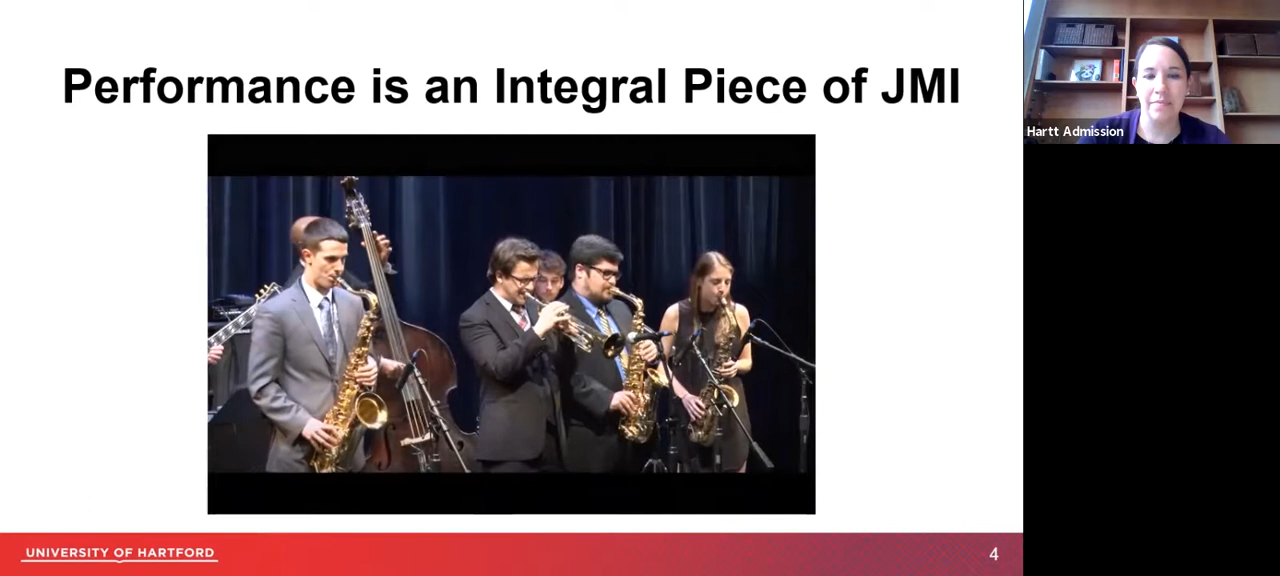 Performance is an Integral Piece of JMI
Hartt Admission
UNIVERSITY OF HARTFORD
4